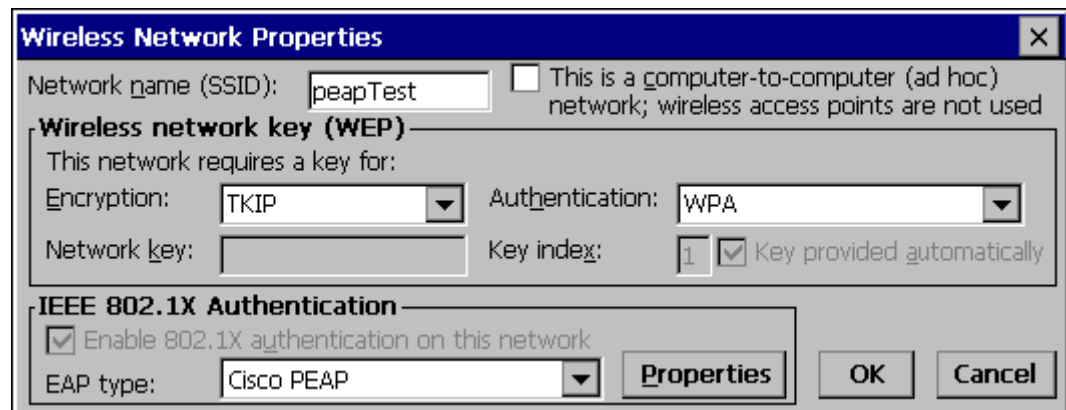 Wireless Network Properties
Network name (SSID): peapTest This is a computer-to-computer (ad hoc)
network; wireless access points are not used
Wireless network key (WEP)
This network requires a key for:
Encryption: TKIP Authentication: WPA
Network key: Key index: 1 Key provided automatically
IEEE 802.1X Authentication
Enable 802.1X authentication on this network
EAP type: Cisco PEAP Properties OK Cancel